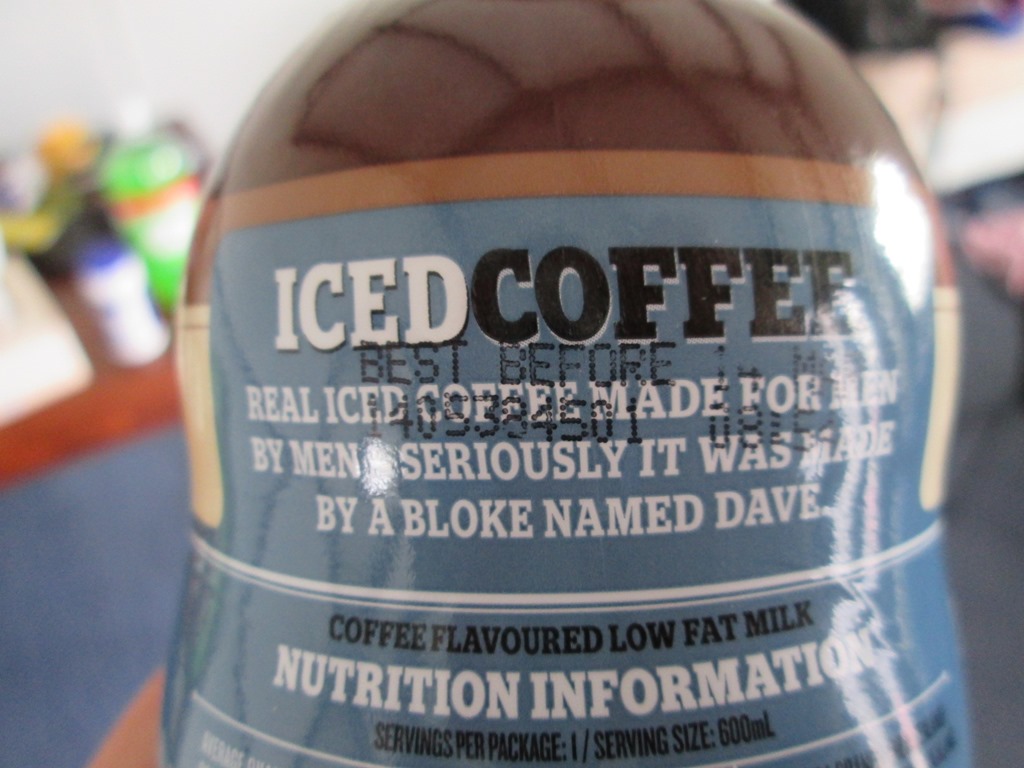 ICEDCOFFEE
BEST BEFORE
REAL ICED COFFEE MADE FOR MEN
BY MEN SERIOUSLY IT WAS MADE
BY A BLOKE NAMED DAVE.
COFFEE FLAVOURED LOW FAT MILK
NUTRITION INFORMATION
SERVINGS PER PACKAGE: 1 / SERVING SIZE: 600mL